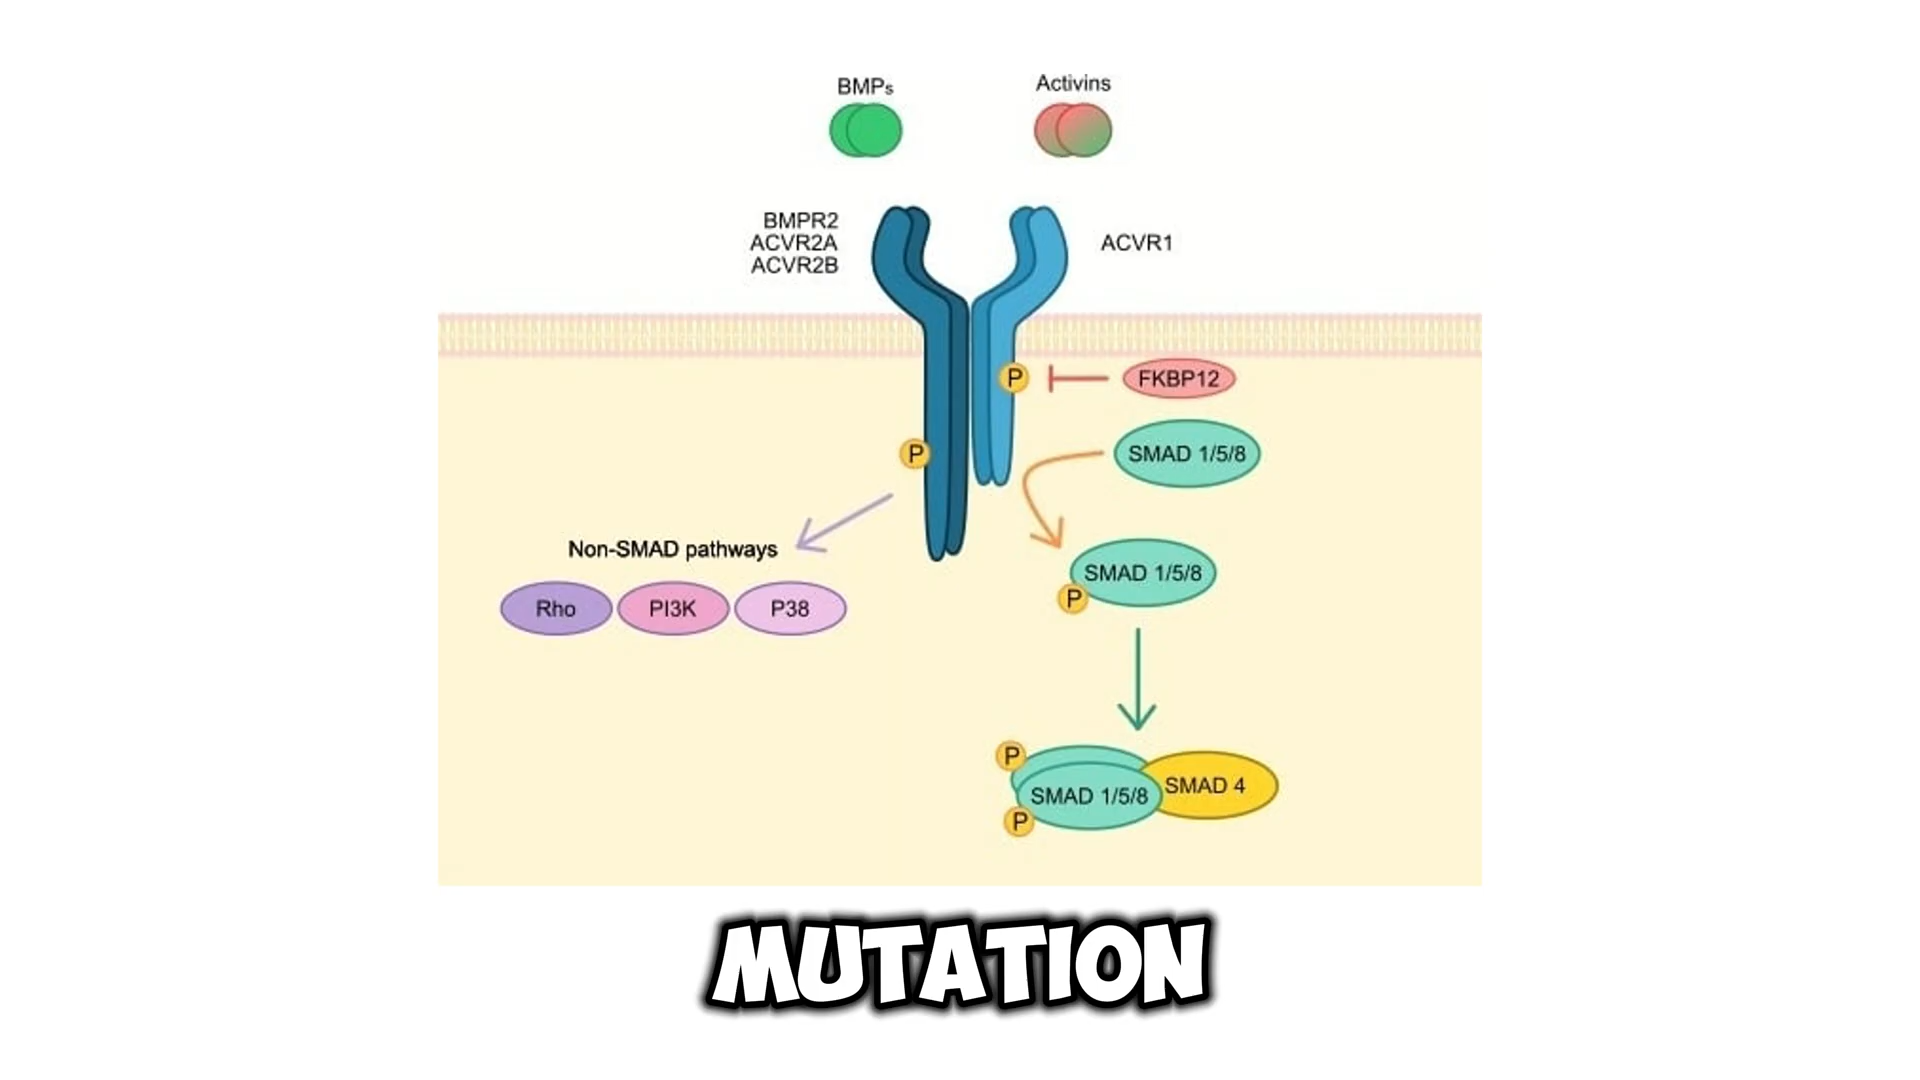 BMPs
Activins
BMPR2
ACVR2A
ACVR2B
ACVR1
P
FKBP12
P
SMAD 1/5/8
Non-SMAD pathways
SMAD 1/5/8
P
Rho
PI3K
P38
P
SMAD 1/5/8
SMAD 4
P
MUTATION